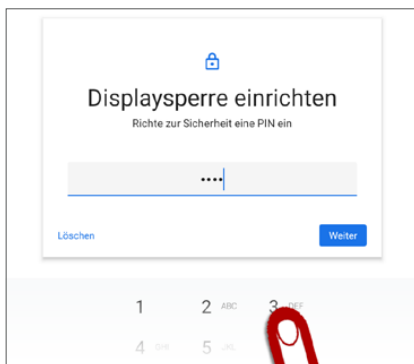 Displaysperre einrichten
Richte zur Sicherheit eine PIN ein
••••
Löschen Weiter
1 2 ABC 3 DEF
4 GHI 5 JKL